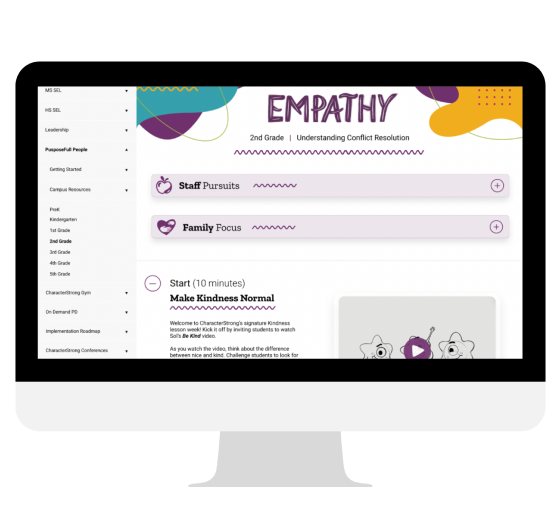 MS SEL
HS SEL
Leadership
PurposeFull People
Getting Started
Campus Resources
PreK
Kindergarten
1st Grade
2nd Grade
3rd Grade
4th Grade
5th Grade
CharacterStrong Gym
On Demand PD
Implementation Roadmap
CharacterStrong Conferences
EMPATHY
2nd Grade | Understanding Conflict Resolution
Staff Pursuits
Family Focus
Start (10 minutes)
Make Kindness Normal
Welcome to CharacterStrong's signature Kindness
lesson week! Kick it off by inviting students to watch
Sol's Be Kind video.
As you watch the video, think about the difference
between nice and kind. Challenge students to look for